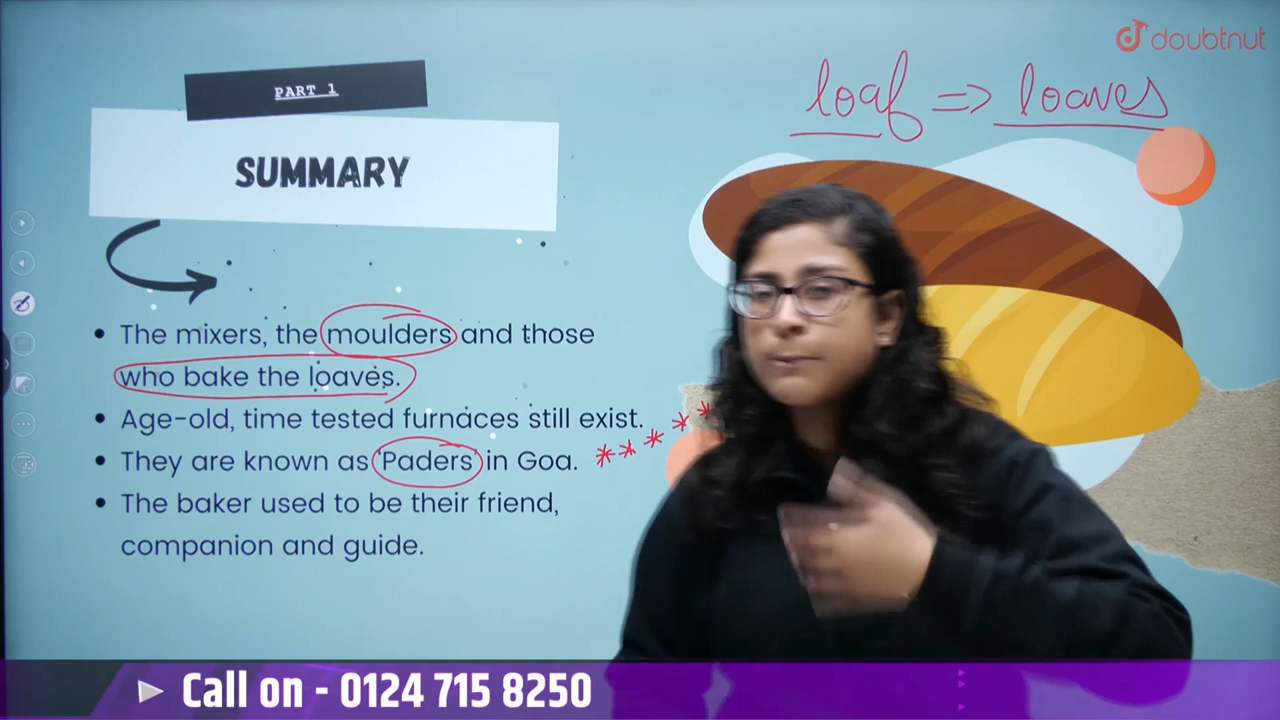 doubtnut
loaf => loaves
PART 1
SUMMARY
• The mixers, the moulders and those
who bake the loaves.
• Age-old, time tested furnaces still exist.
• They are known as 'Paders' in Goa.
• The baker used to be their friend,
companion and guide.
Call on - 0124 715 8250